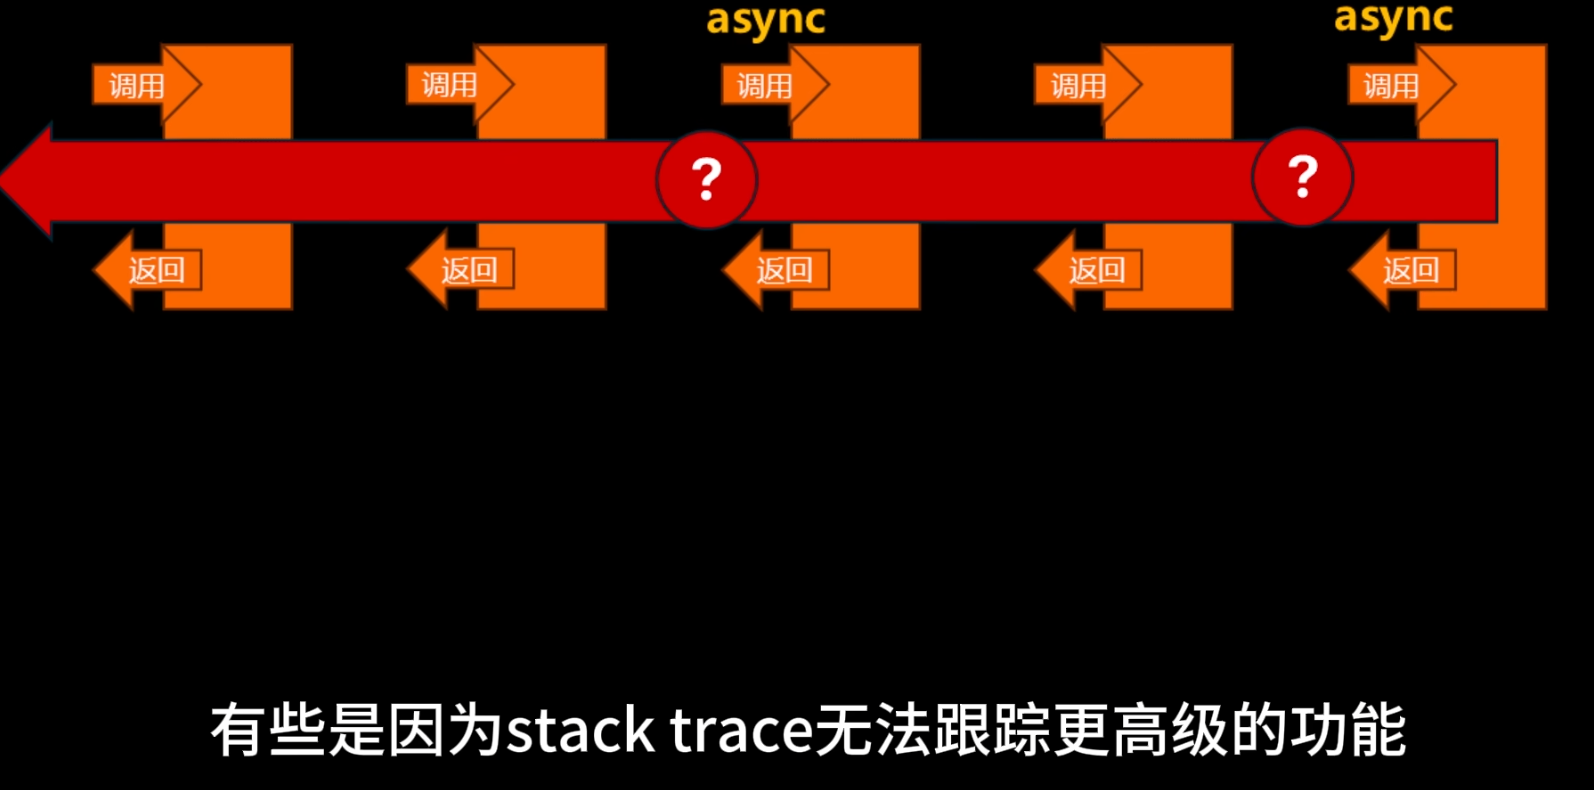 async async
调用 调用 调用 调用 调用
? ?
返回 返回 返回 返回 返回
有些是因为stack trace无法跟踪更高级的功能